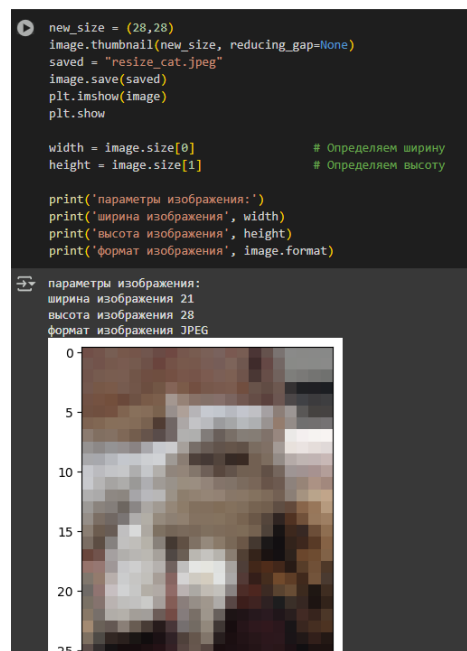 new_size = (28,28)
image.thumbnail(new_size, reducing_gap=None)
saved = "resize_cat.jpeg"
image.save(saved)
plt.imshow(image)
plt.show
width = image.size[0] # Определяем ширину
height = image.size[1] # Определяем высоту
print('параметры изображения:')
print('ширина изображения', width)
print('высота изображения', height)
print('формат изображения', image.format)
параметры изображения:
ширина изображения 21
высота изображения 28
формат изображения JPEG
0
5
10
15
20
25